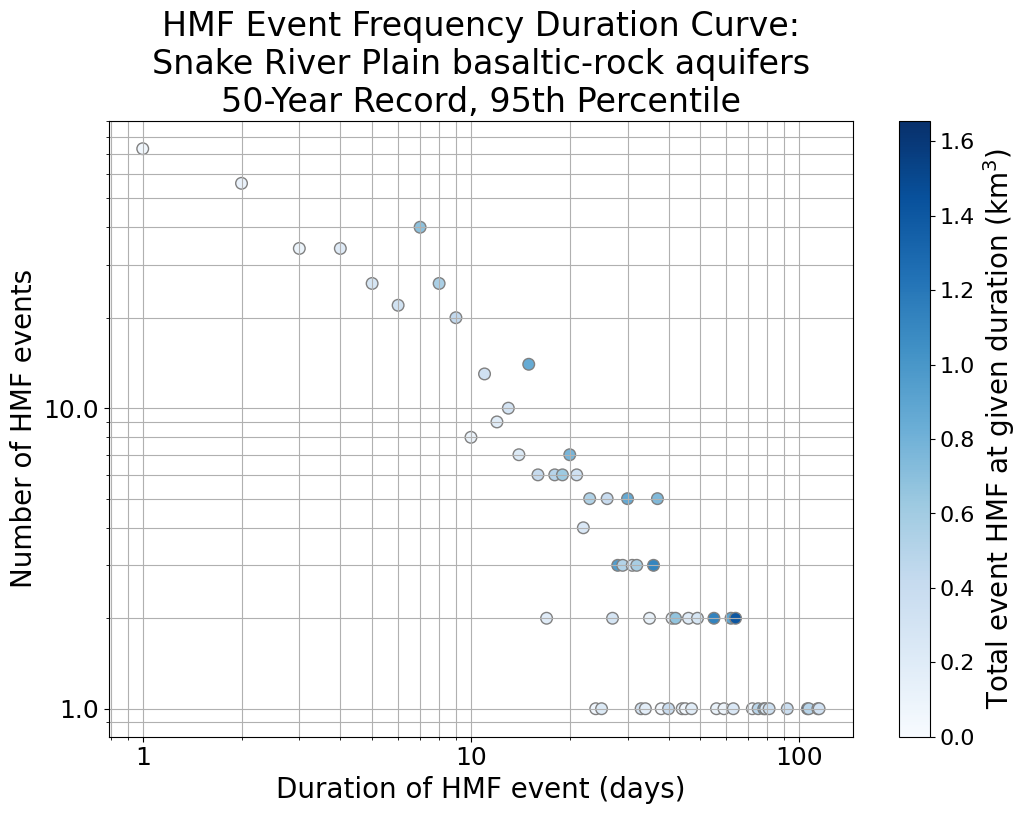 HMF Event Frequency Duration Curve:
Snake River Plain basaltic-rock aquifers
50-Year Record, 95th Percentile
Number of HMF events
10.0
1.0
1 10 100
Duration of HMF event (days)
1.6
1.4
1.2
1.0
0.8
0.6
0.4
0.2
0.0
Total event HMF at given duration (km³)